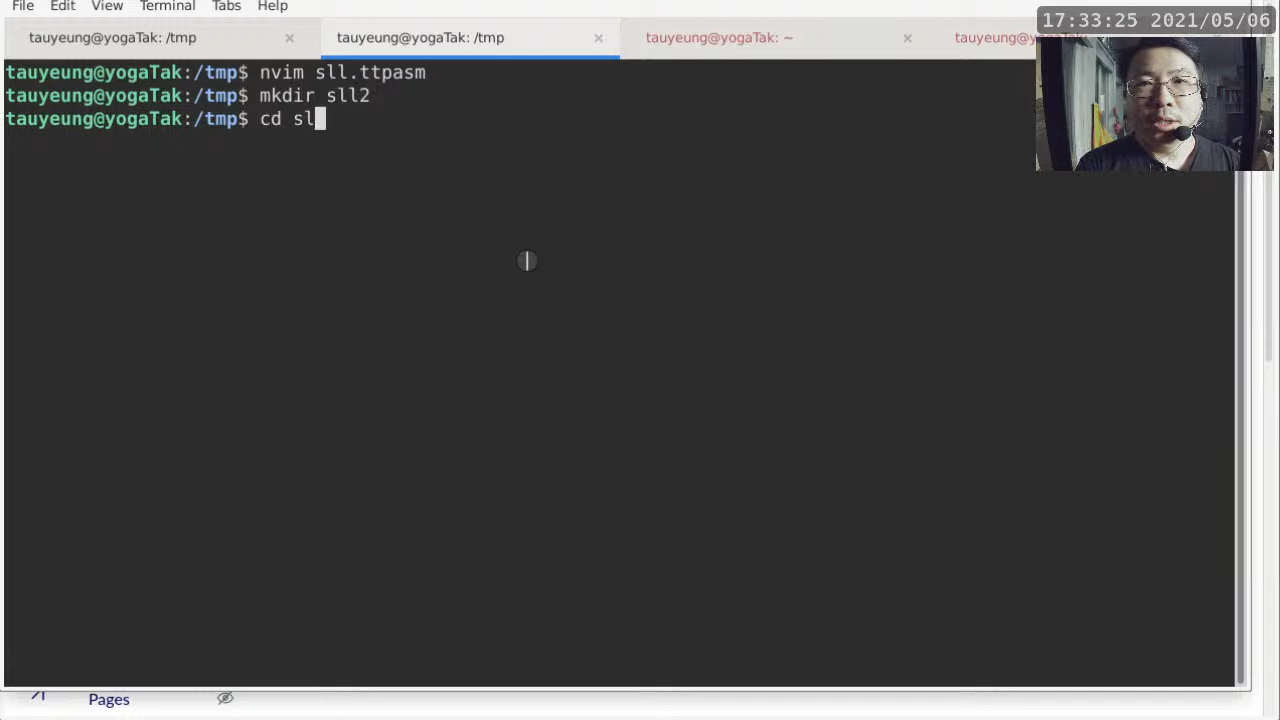 File Edit View Terminal Tabs Help
17:33:25 2021/05/06
tauyeung@yogaTak: /tmp × tauyeung@yogaTak: /tmp × tauyeung@yogaTak: ~ ×
tauyeung@yogaTak:/tmp$ nvim sll.ttpasm
tauyeung@yogaTak:/tmp$ mkdir sll2
tauyeung@yogaTak:/tmp$ cd sl
Pages